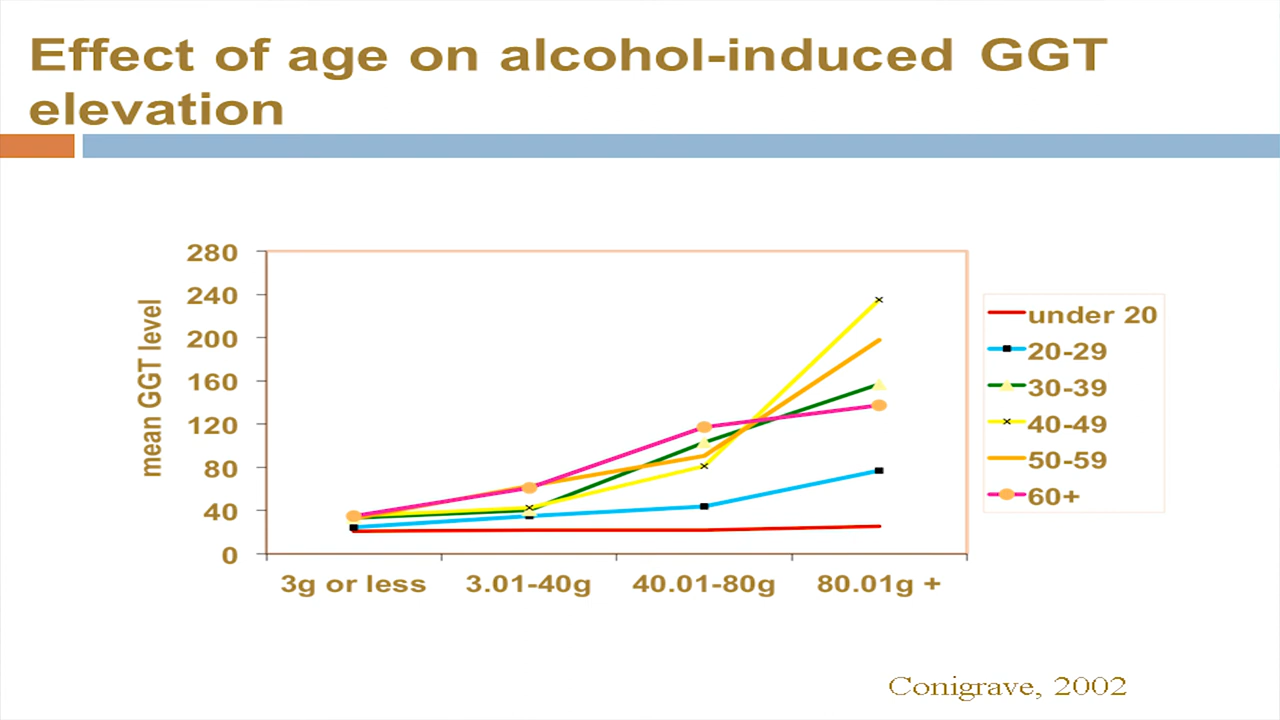 Effect of age on alcohol-induced GGT
elevation
280
240
200
160
120
80
40
0
mean GGT level
3g or less 3.01-40g 40.01-80g 80.01g +
under 20
20-29
30-39
40-49
50-59
60+
Conigrave, 2002